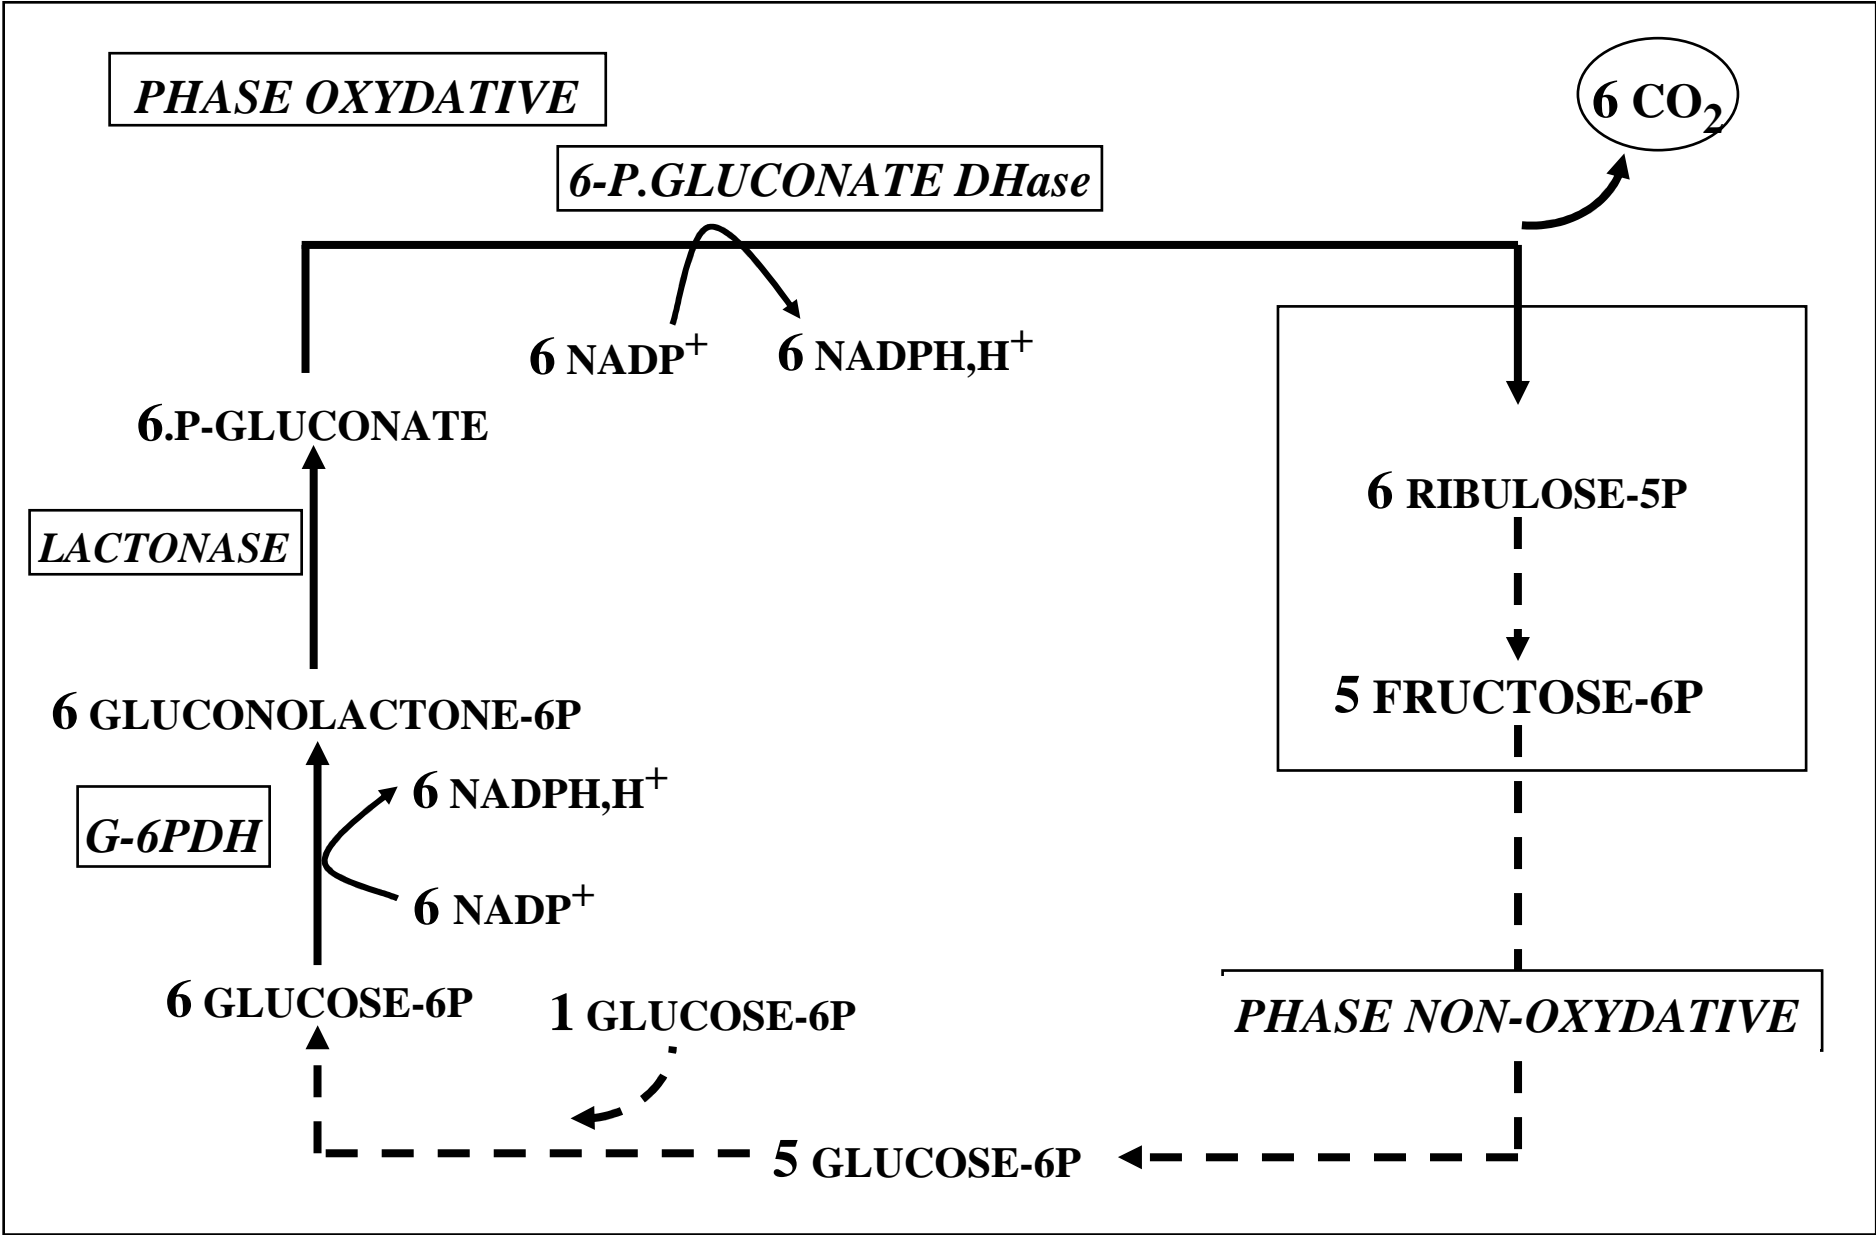 PHASE OXYDATIVE
6 CO2
6-P.GLUCONATE DHase
6 NADP+
6 NADPH,H+
6.P-GLUCONATE
6 RIBULOSE-5P
LACTONASE
5 FRUCTOSE-6P
6 GLUCONOLACTONE-6P
6 NADPH,H+
G-6PDH
6 NADP+
6 GLUCOSE-6P
1 GLUCOSE-6P
PHASE NON-OXYDATIVE
5 GLUCOSE-6P